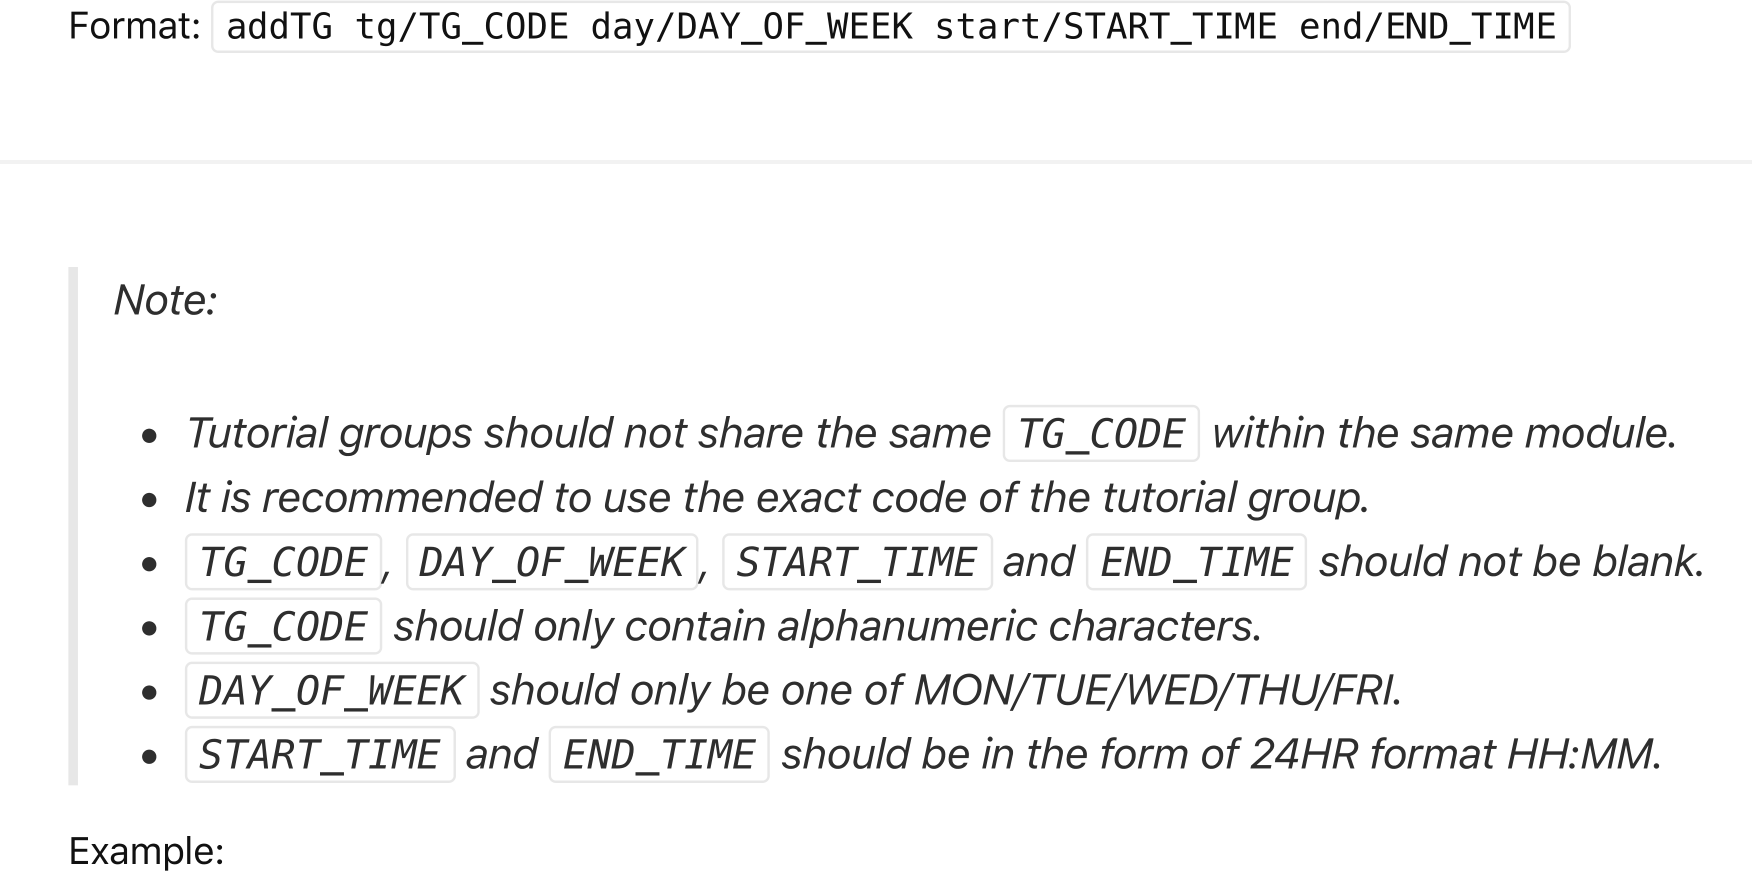 Format: addTG tg/TG_CODE day/DAY_OF_WEEK start/START_TIME end/END_TIME
Note:
• Tutorial groups should not share the same TG_CODE within the same module.
• It is recommended to use the exact code of the tutorial group.
• TG_CODE, DAY_OF_WEEK, START_TIME and END_TIME should not be blank.
• TG_CODE should only contain alphanumeric characters.
• DAY_OF_WEEK should only be one of MON/TUE/WED/THU/FRI.
• START_TIME and END_TIME should be in the form of 24HR format HH:MM.
Example: